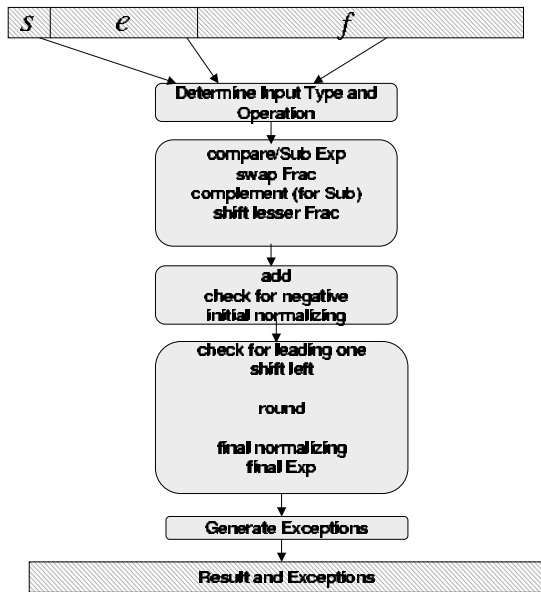 s e f
Determine Input Type and
Operation
compare/Sub Exp
swap Frac
complement (for Sub)
shift lesser Frac
add
check for negative
initial normalizing
check for leading one
shift left
round
final normalizing
final Exp
Generate Exceptions
Result and Exceptions